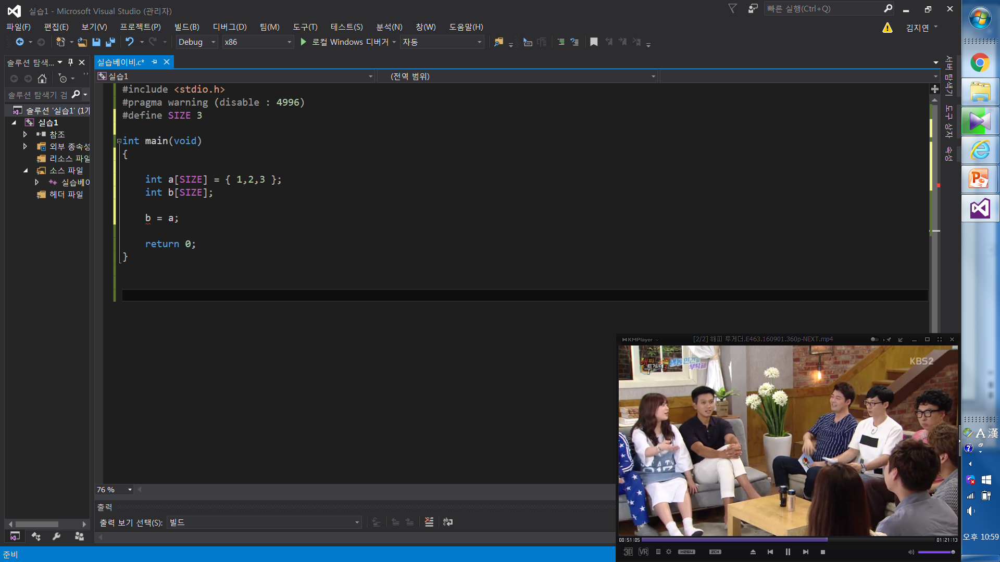 실습1 - Microsoft Visual Studio (관리자)
빠른 실행(Ctrl+Q)
파일(F) 편집(E) 보기(V) 프로젝트(P) 빌드(B) 디버그(D) 팀(M) 도구(T) 테스트(S) 분석(N) 창(W) 도움말(H)
김지연
Debug x86 로컬 Windows 디버거 자동
솔루션 탐색...
실습베이비.c*
실습1
(전역 범위)
솔루션 탐색기 검
솔루션 '실습1' (1개
실습1
참조
외부 종속성
리소스 파일
소스 파일
실습베이
헤더 파일
#include <stdio.h>
#pragma warning (disable : 4996)
#define SIZE 3
int main(void)
{
int a[SIZE] = { 1,2,3 };
int b[SIZE];
b = a;
return 0;
}
서버 탐색기
도구 상자
속성
76 %
출력
출력 보기 선택(S): 빌드
준비
KMPlayer
[2/2] 해피 투게더.E463.160901.360p-NEXT.mp4
해피
투게더3
냉동인간을
부탁해
KBS2
00:51:05
01:21:13
3D VR H264 2CH
A 漢
오후 10:59